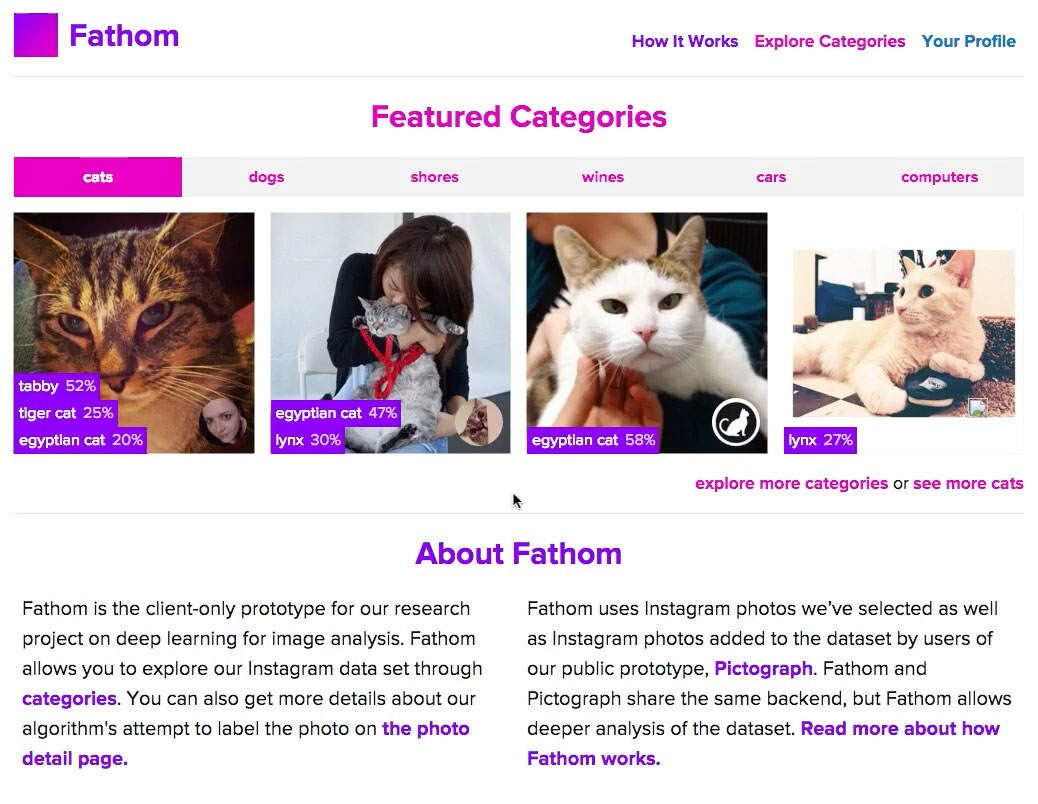 Fathom
How It Works Explore Categories Your Profile
Featured Categories
cats dogs shores wines cars computers
tabby 52%
tiger cat 25%
egyptian cat 20%
egyptian cat 47%
lynx 30%
egyptian cat 58%
lynx 27%
explore more categories or see more cats
About Fathom
Fathom is the client-only prototype for our research
project on deep learning for image analysis. Fathom
allows you to explore our Instagram data set through
categories. You can also get more details about our
algorithm's attempt to label the photo on the photo
detail page.
Fathom uses Instagram photos we’ve selected as well
as Instagram photos added to the dataset by users of
our public prototype, Pictograph. Fathom and
Pictograph share the same backend, but Fathom allows
deeper analysis of the dataset. Read more about how
Fathom works.